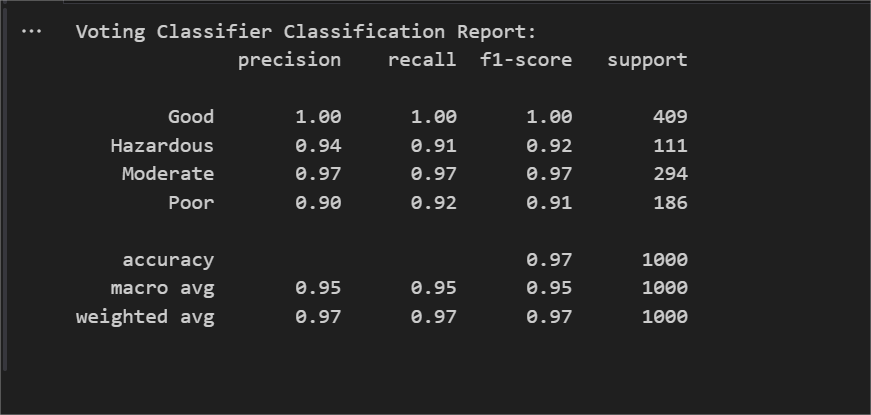 Voting Classifier Classification Report:
precision recall f1-score support
Good 1.00 1.00 1.00 409
Hazardous 0.94 0.91 0.92 111
Moderate 0.97 0.97 0.97 294
Poor 0.90 0.92 0.91 186
accuracy 0.97 1000
macro avg 0.95 0.95 0.95 1000
weighted avg 0.97 0.97 0.97 1000